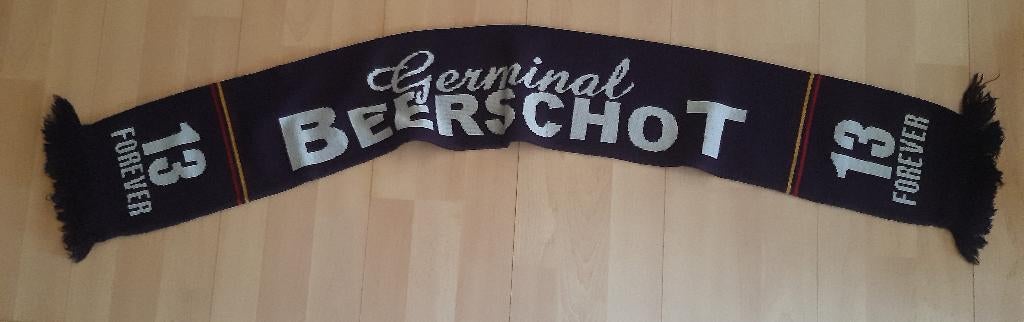 13
FOREVER
Germinal
BEERSCHOT
13
FOREVER